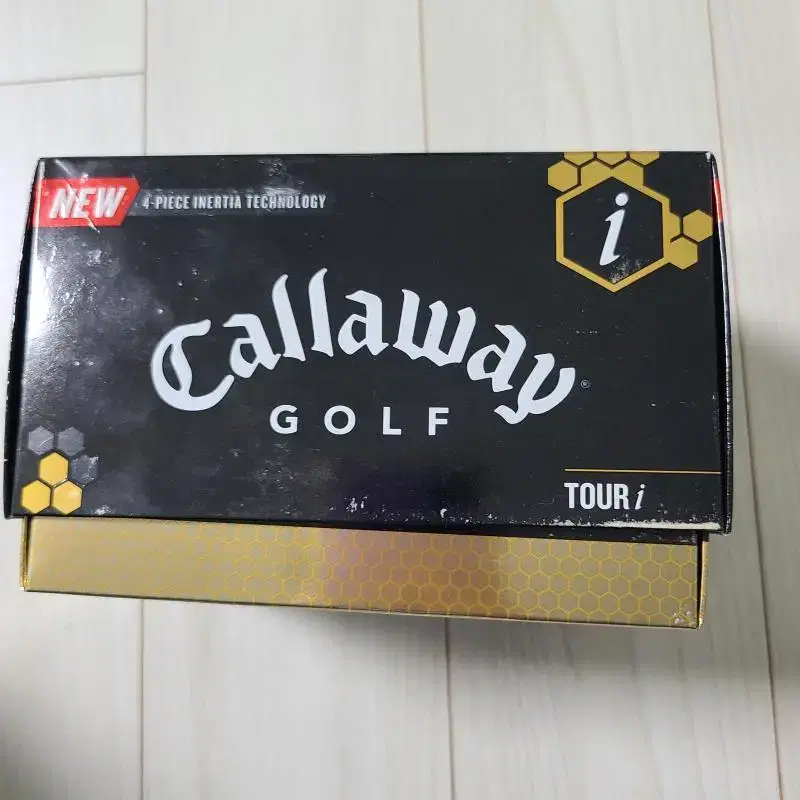 NEW 4-PIECE INERTIA TECHNOLOGY
i
Callaway®
GOLF
TOUR i